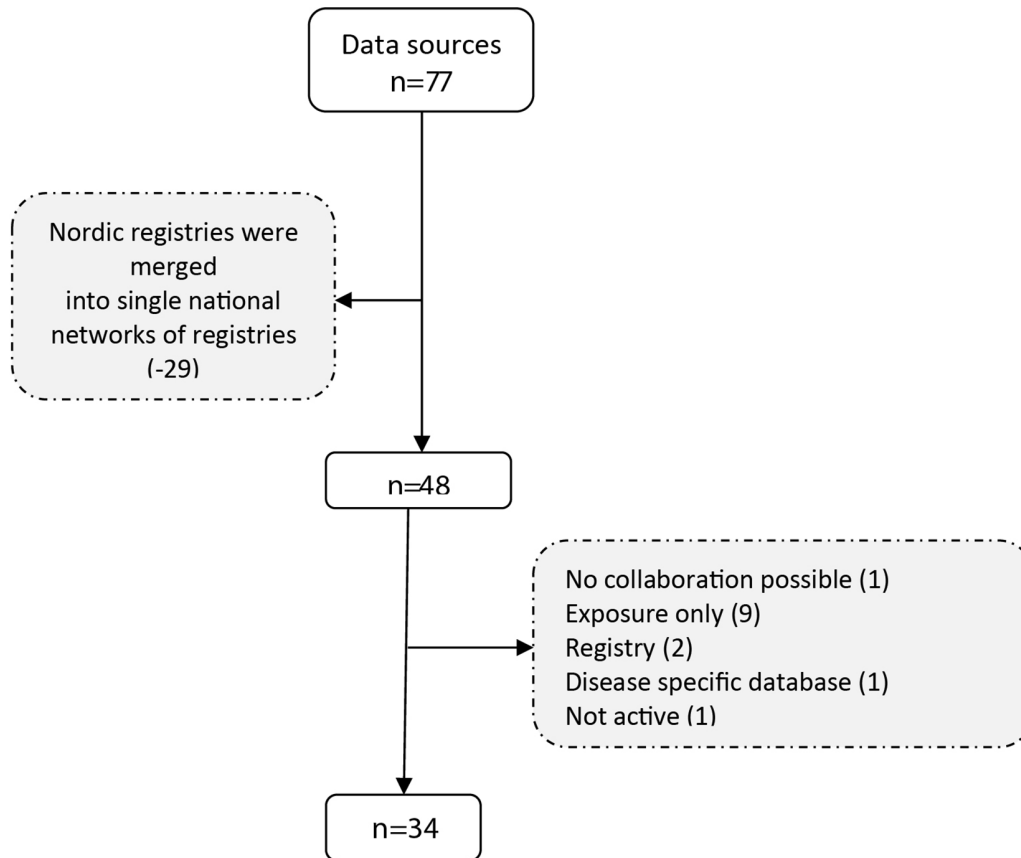 Data sources
n=77
Nordic registries were
merged
into single national
networks of registries
(-29)
n=48
No collaboration possible (1)
Exposure only (9)
Registry (2)
Disease specific database (1)
Not active (1)
n=34